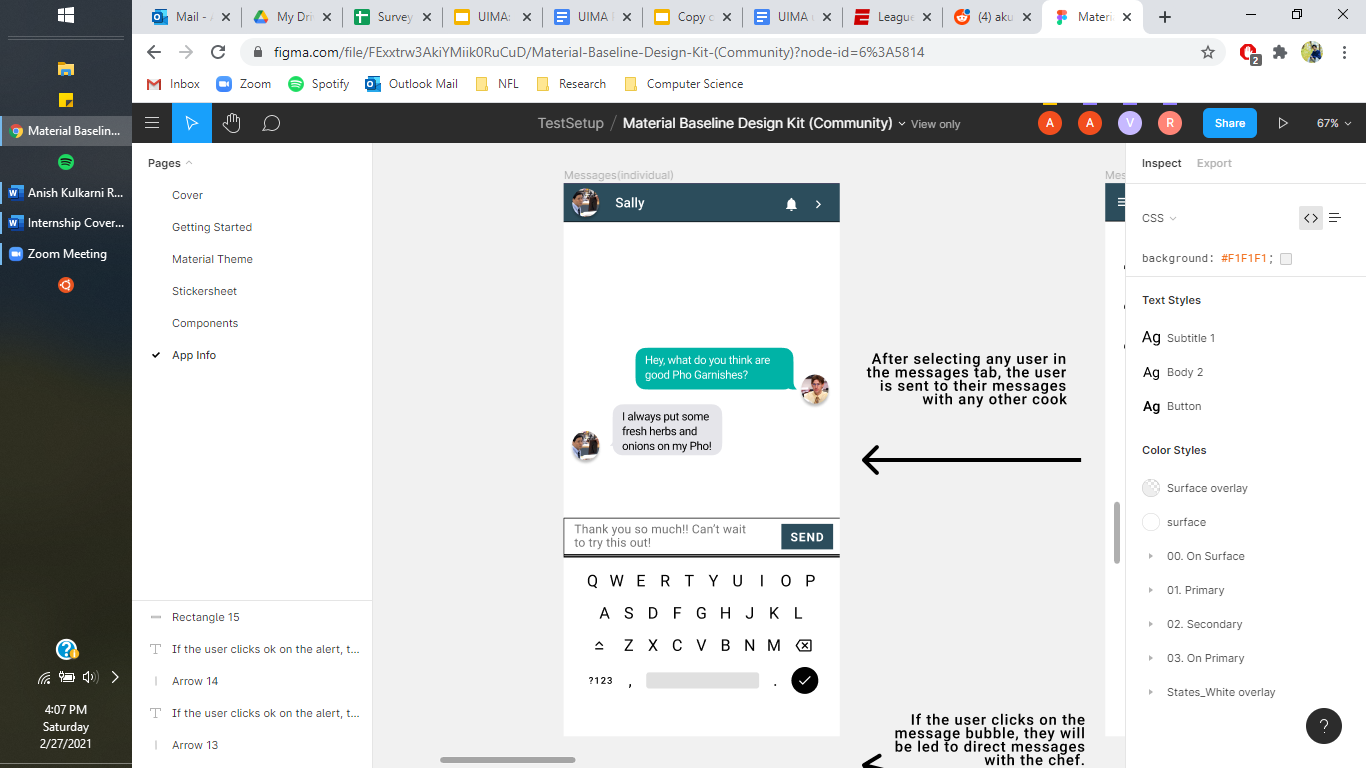 Mail - A
My Dri
Survey
UIMA:
UIMA I
Copy c
UIMA
League
(4) aku
Materi
figma.com/file/FExxtrw3AkiYMiik0RuCuD/Material-Baseline-Design-Kit-(Community)?node-id=6%3A5814
2
Inbox
Zoom
Spotify
Outlook Mail
NFL
Research
Computer Science
Material Baselin...
Anish Kulkarni R...
Internship Cover...
Zoom Meeting
4:07 PM
Saturday
2/27/2021
TestSetup / Material Baseline Design Kit (Community)
View only
A
A
V
R
Share
67%
Pages
Cover
Getting Started
Material Theme
Stickersheet
Components
App Info
Rectangle 15
If the user clicks ok on the alert, t...
Arrow 14
If the user clicks ok on the alert, t...
Arrow 13
Messages(individual)
Sally
Hey, what do you think are
good Pho Garnishes?
I always put some
fresh herbs and
onions on my Pho!
Thank you so much!! Can't wait
to try this out!
SEND
Q W E R T Y U I O P
A S D F G H J K L
Z X C V B N M
?123 , .
After selecting any user in
the messages tab, the user
is sent to their messages
with any other cook
If the user clicks on the
message bubble, they will
be led to direct messages
with the chef.
Mes
Inspect
Export
CSS
background: #F1F1F1;
Text Styles
Ag Subtitle 1
Ag Body 2
Ag Button
Color Styles
Surface overlay
surface
00. On Surface
01. Primary
02. Secondary
03. On Primary
States_White overlay
?